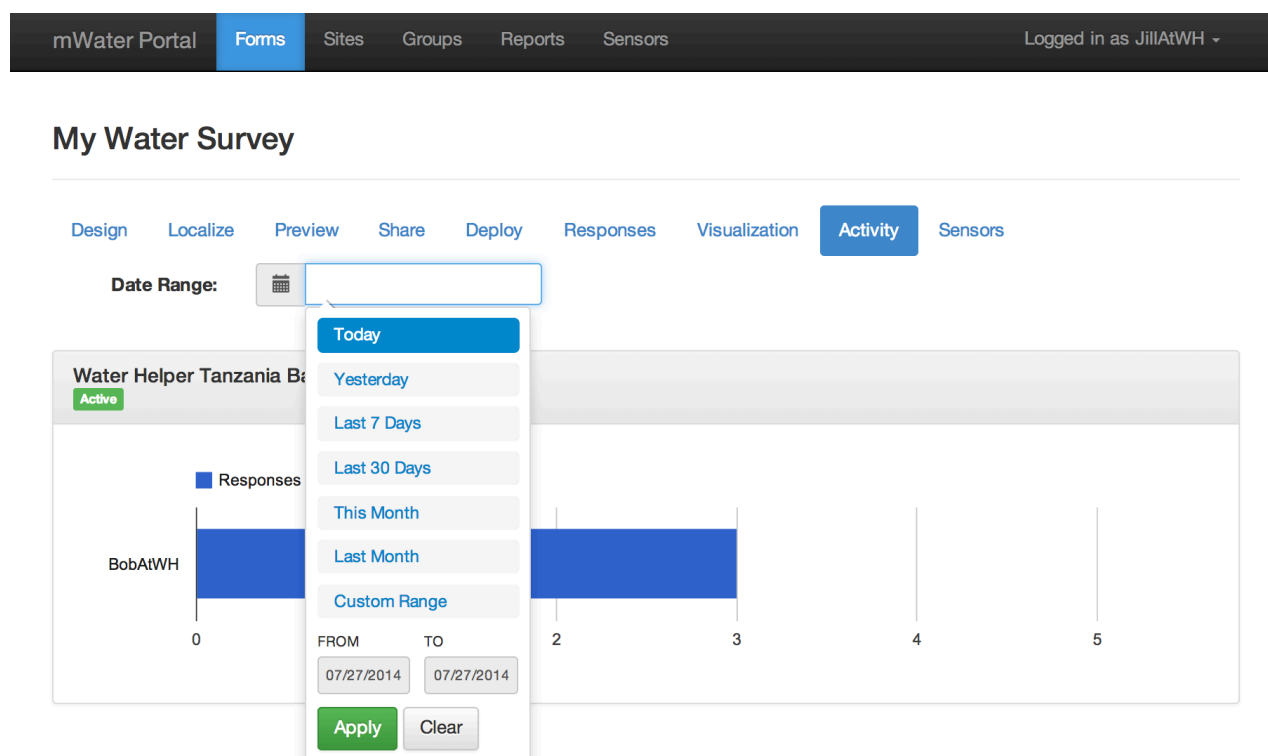 mWater Portal Forms Sites Groups Reports Sensors Logged in as JillAtWH
My Water Survey
Design Localize Preview Share Deploy Responses Visualization Activity Sensors
Date Range:
Today
Yesterday
Last 7 Days
Last 30 Days
This Month
Last Month
Custom Range
FROM TO
07/27/2014 07/27/2014
Apply Clear
Water Helper Tanzania
Active
Responses
BobAtWH
0 2 3 4 5